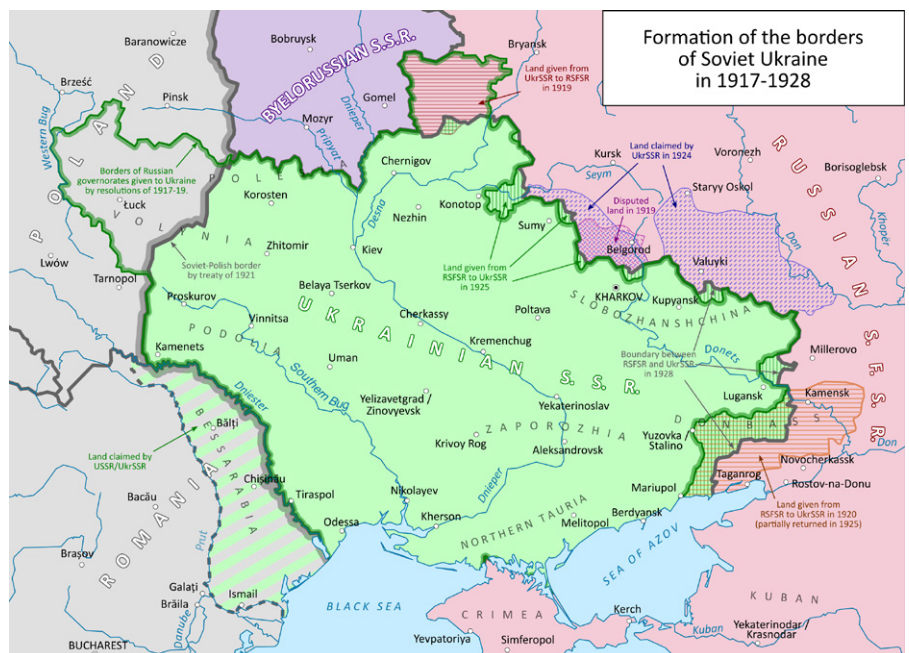 Formation of the borders
of Soviet Ukraine
in 1917-1928
Baranowicze
Bobruysk
Bryansk
BYELORUSSIAN S.S.R.
Land given from
UkrSSR to RSFSR
in 1919
Brześć
Pinsk
Gomel
Dnieper
Mozyr
Pripyat
Western Bug
POLAND
Borders of Russian
governorates given to Ukraine
by resolutions of 1917-19.
POLE
Chernigov
Kursk
Seym
Land claimed by
UkrSSR in 1924
Voronezh
Borisoglebsk
RUSSIAN
S.F.S.R.
Łuck
VOLINIA
Korosten
Desna
Nezhin
Konotop
Sumy
Disputed
land in 1919
Staryy Oskol
Khopër
Don
Belgorod
Valuyki
Lwów
Tarnopol
Soviet-Polish border
by treaty of 1921
Zhitomir
Kiev
Land given from
RSFSR to UkrSSR
in 1925
Proskurov
Belaya Tserkov
UKRAINIAN S.S.R.
Cherkassy
Poltava
KHARKOV
Kupyansk
SLOBOZHANSHCHINA
Vinnitsa
PODOLIA
Kamenets
Uman
Kremenchug
Donets
Boundary between
RSFSR and UkrSSR
in 1928
Millerovo
Dniester
Southern Bug
Yelizavetgrad /
Zinovyevsk
Yekaterinoslav
Lugansk
Kamensk
Land claimed by
USSR/UkrSSR
Bălți
BESSARABIA
Krivoy Rog
ZAPOROZHIA
Aleksandrovsk
Yuzovka /
Stalino
DUNBASS
Novocherkassk
Don
Chișinău
Tiraspol
Nikolayev
Dnieper
Mariupol
Taganrog
Rostov-na-Donu
Bacău
ROMANIA
Prut
Odessa
Kherson
NORTHERN TAURIA
Melitopol
Berdyansk
Land given from
RSFSR to UkrSSR in 1920
(partially returned in 1925)
Brașov
Galați
Brăila
Ismail
Danube
BLACK SEA
SEA OF AZOV
CRIMEA
Kerch
KUBAN
Kuban
Yekaterinodar /
Krasnodar
Yevpatoriya
Simferopol
BUCHAREST